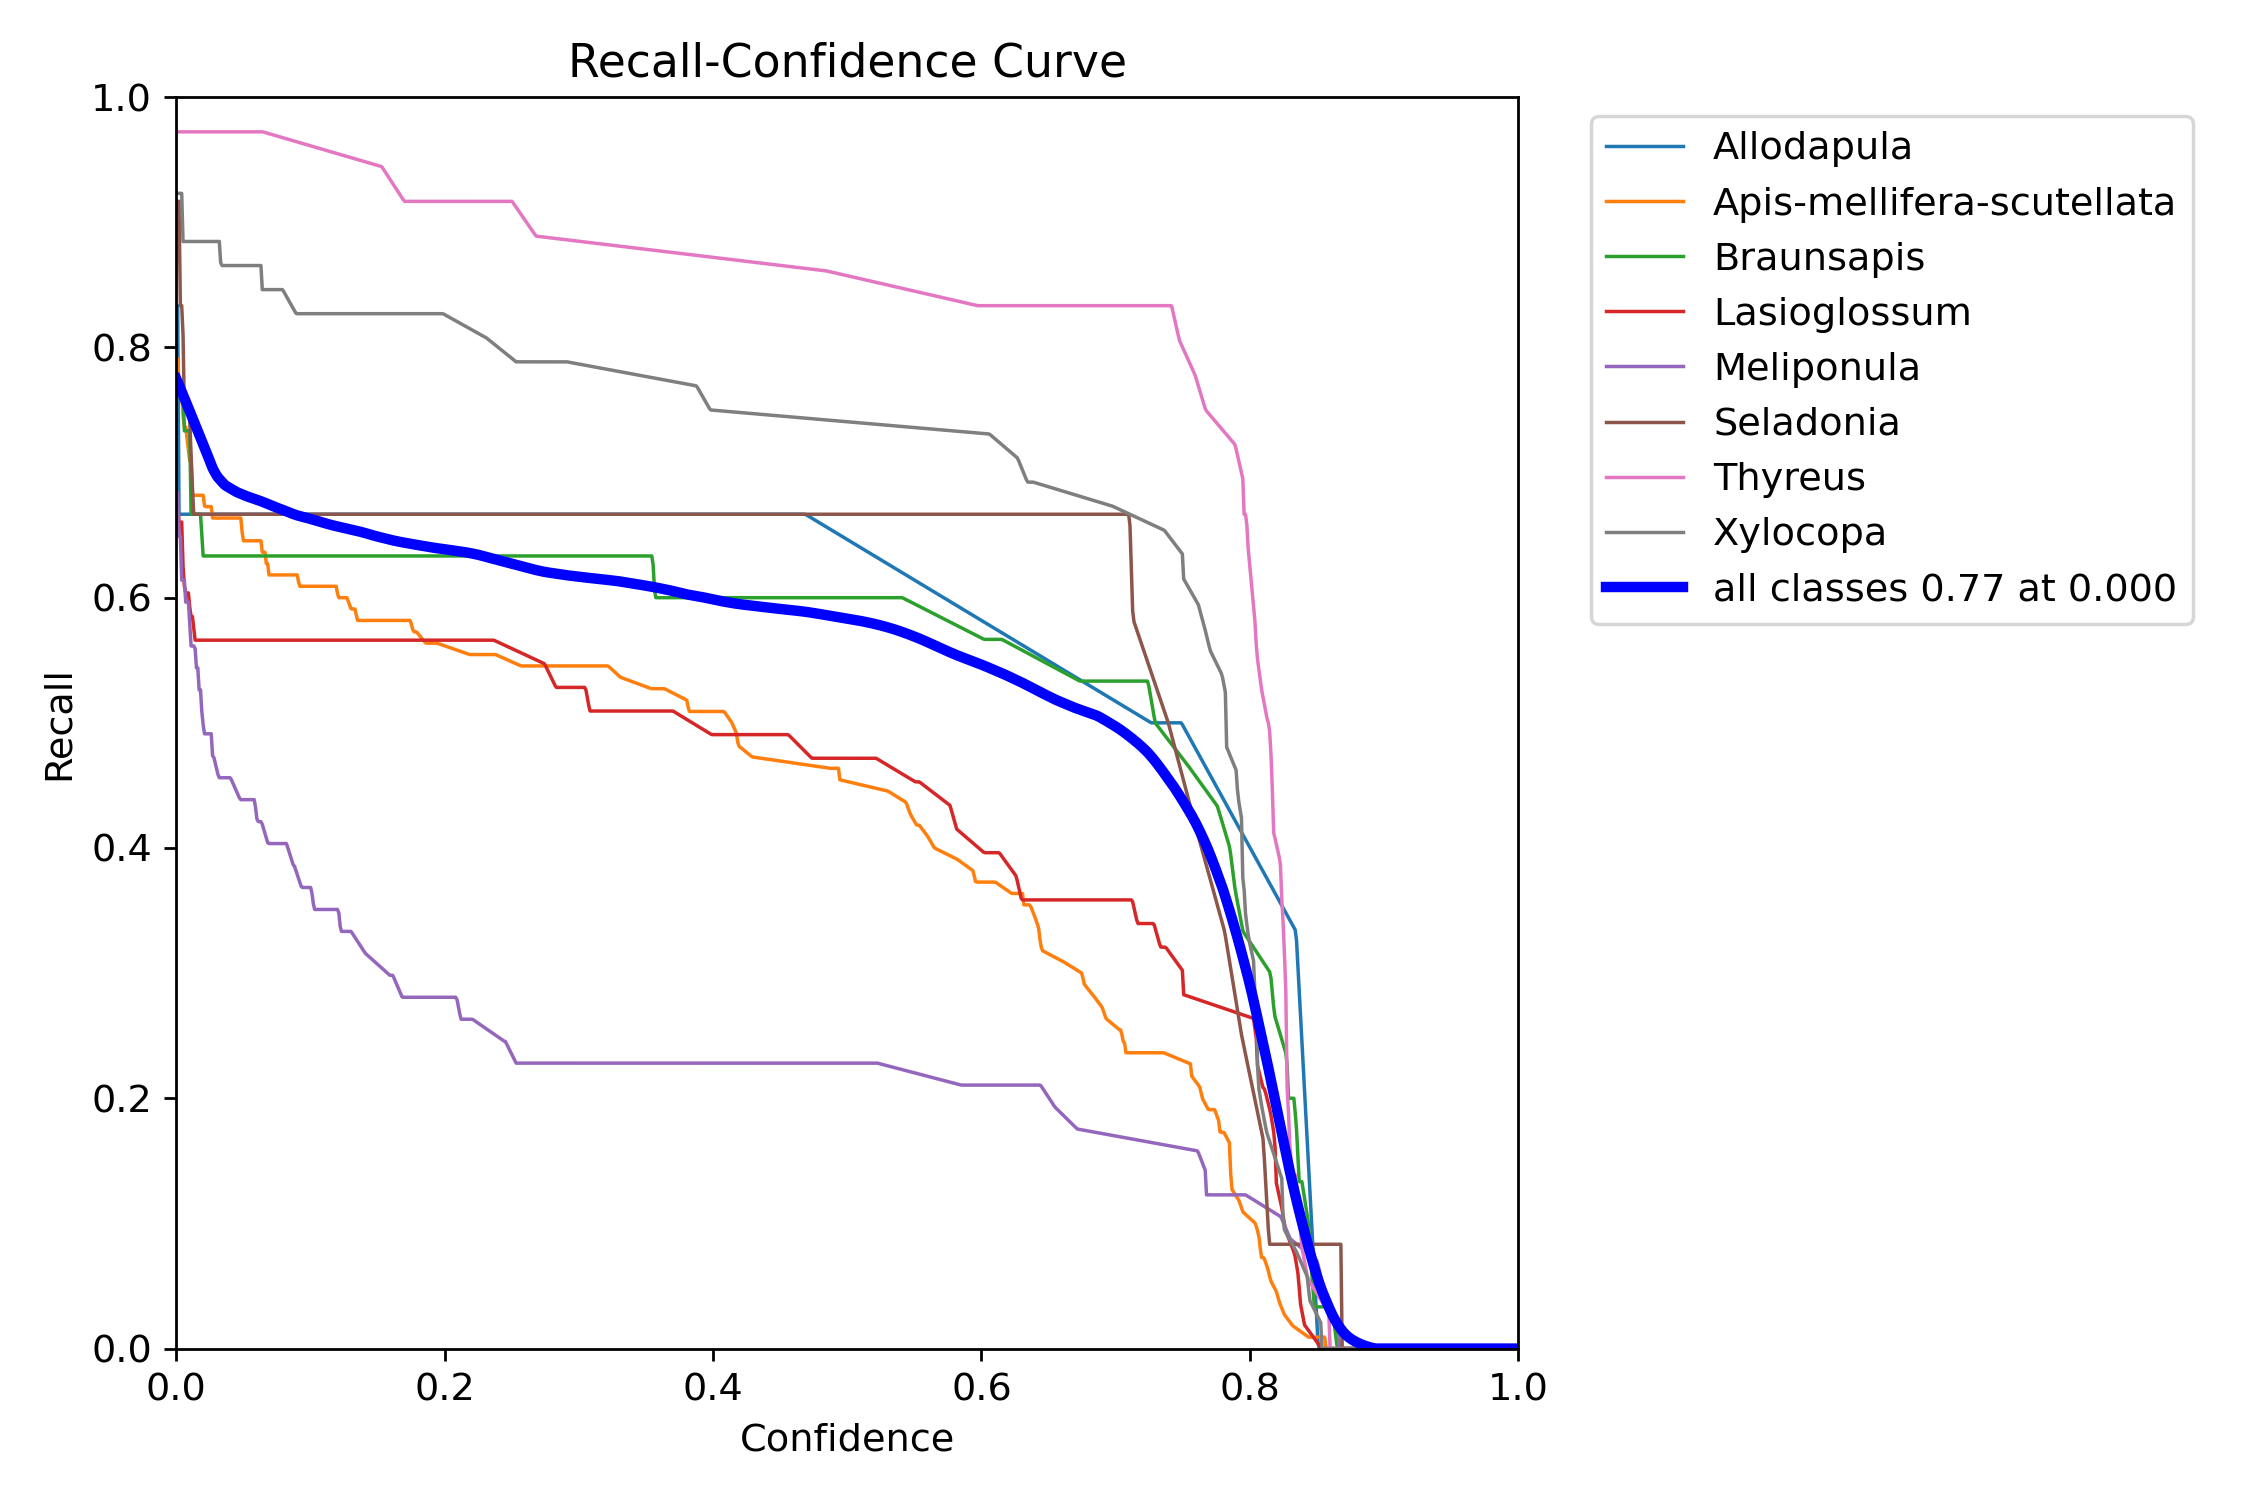 Recall-Confidence Curve
1.0
0.8
0.6
0.4
0.2
0.0
Recall
0.0 0.2 0.4 0.6 0.8 1.0
Confidence
Allodapula
Apis-mellifera-scutellata
Braunsapis
Lasioglossum
Meliponula
Seladonia
Thyreus
Xylocopa
all classes 0.77 at 0.000